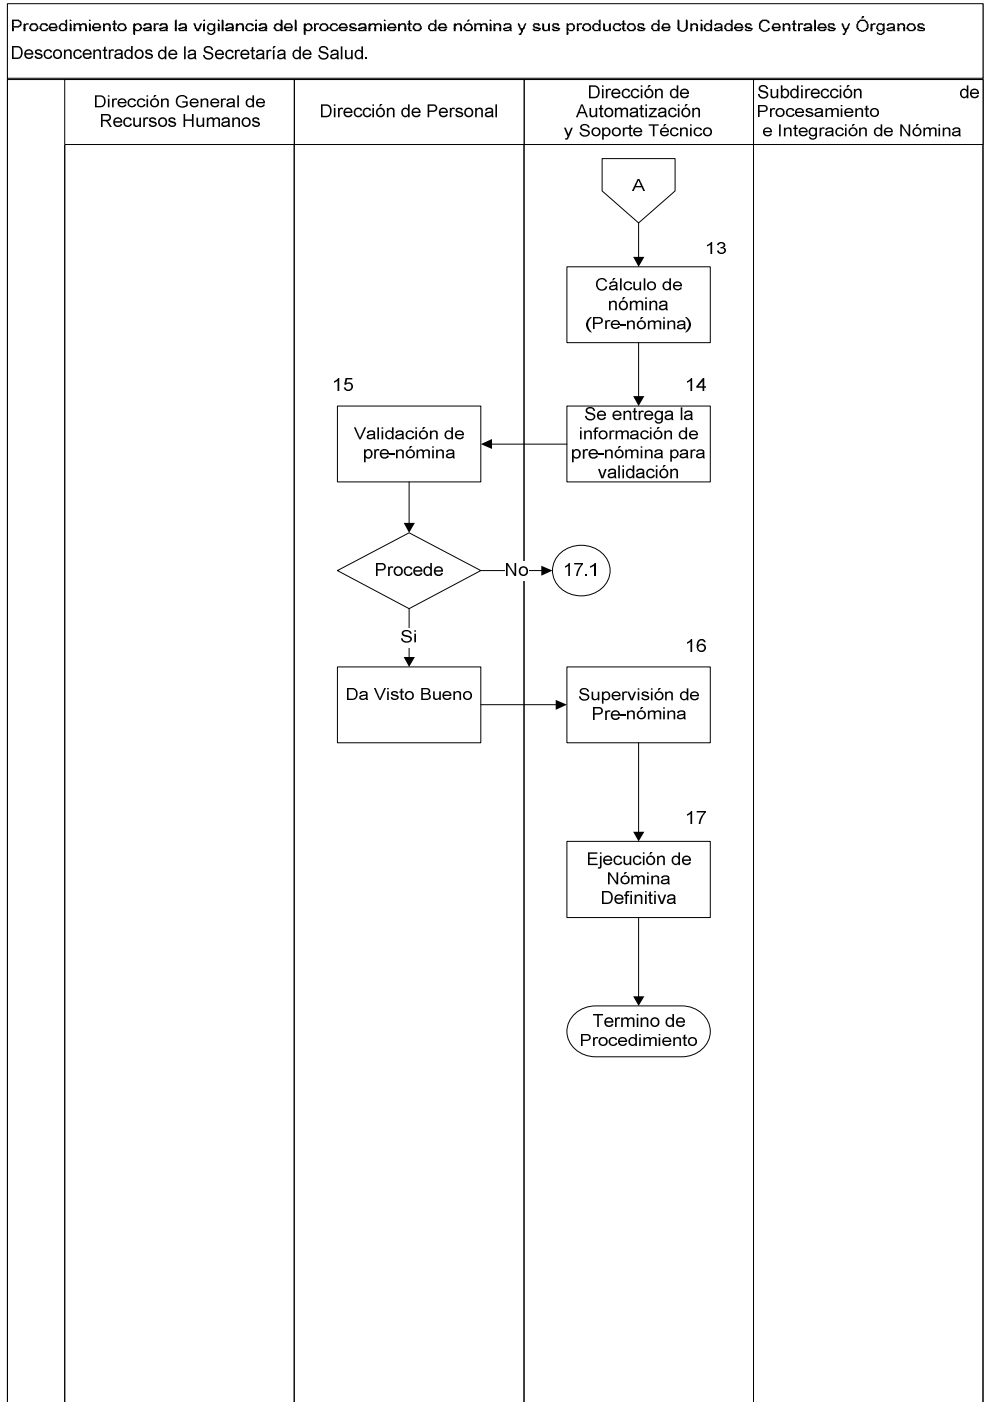 Procedimiento para la vigilancia del procesamiento de nómina y sus productos de Unidades Centrales y Órganos
Desconcentrados de la Secretaría de Salud.
Dirección General de
Recursos Humanos
Dirección de Personal
Dirección de
Automatización
y Soporte Técnico
Subdirección de
Procesamiento
e Integración de Nómina
A
13
Cálculo de
nómina
(Pre-nómina)
14
Se entrega la
información de
pre-nómina para
validación
15
Validación de
pre-nómina
Procede
No
17.1
Si
Da Visto Bueno
16
Supervisión de
Pre-nómina
17
Ejecución de
Nómina
Definitiva
Termino de
Procedimiento